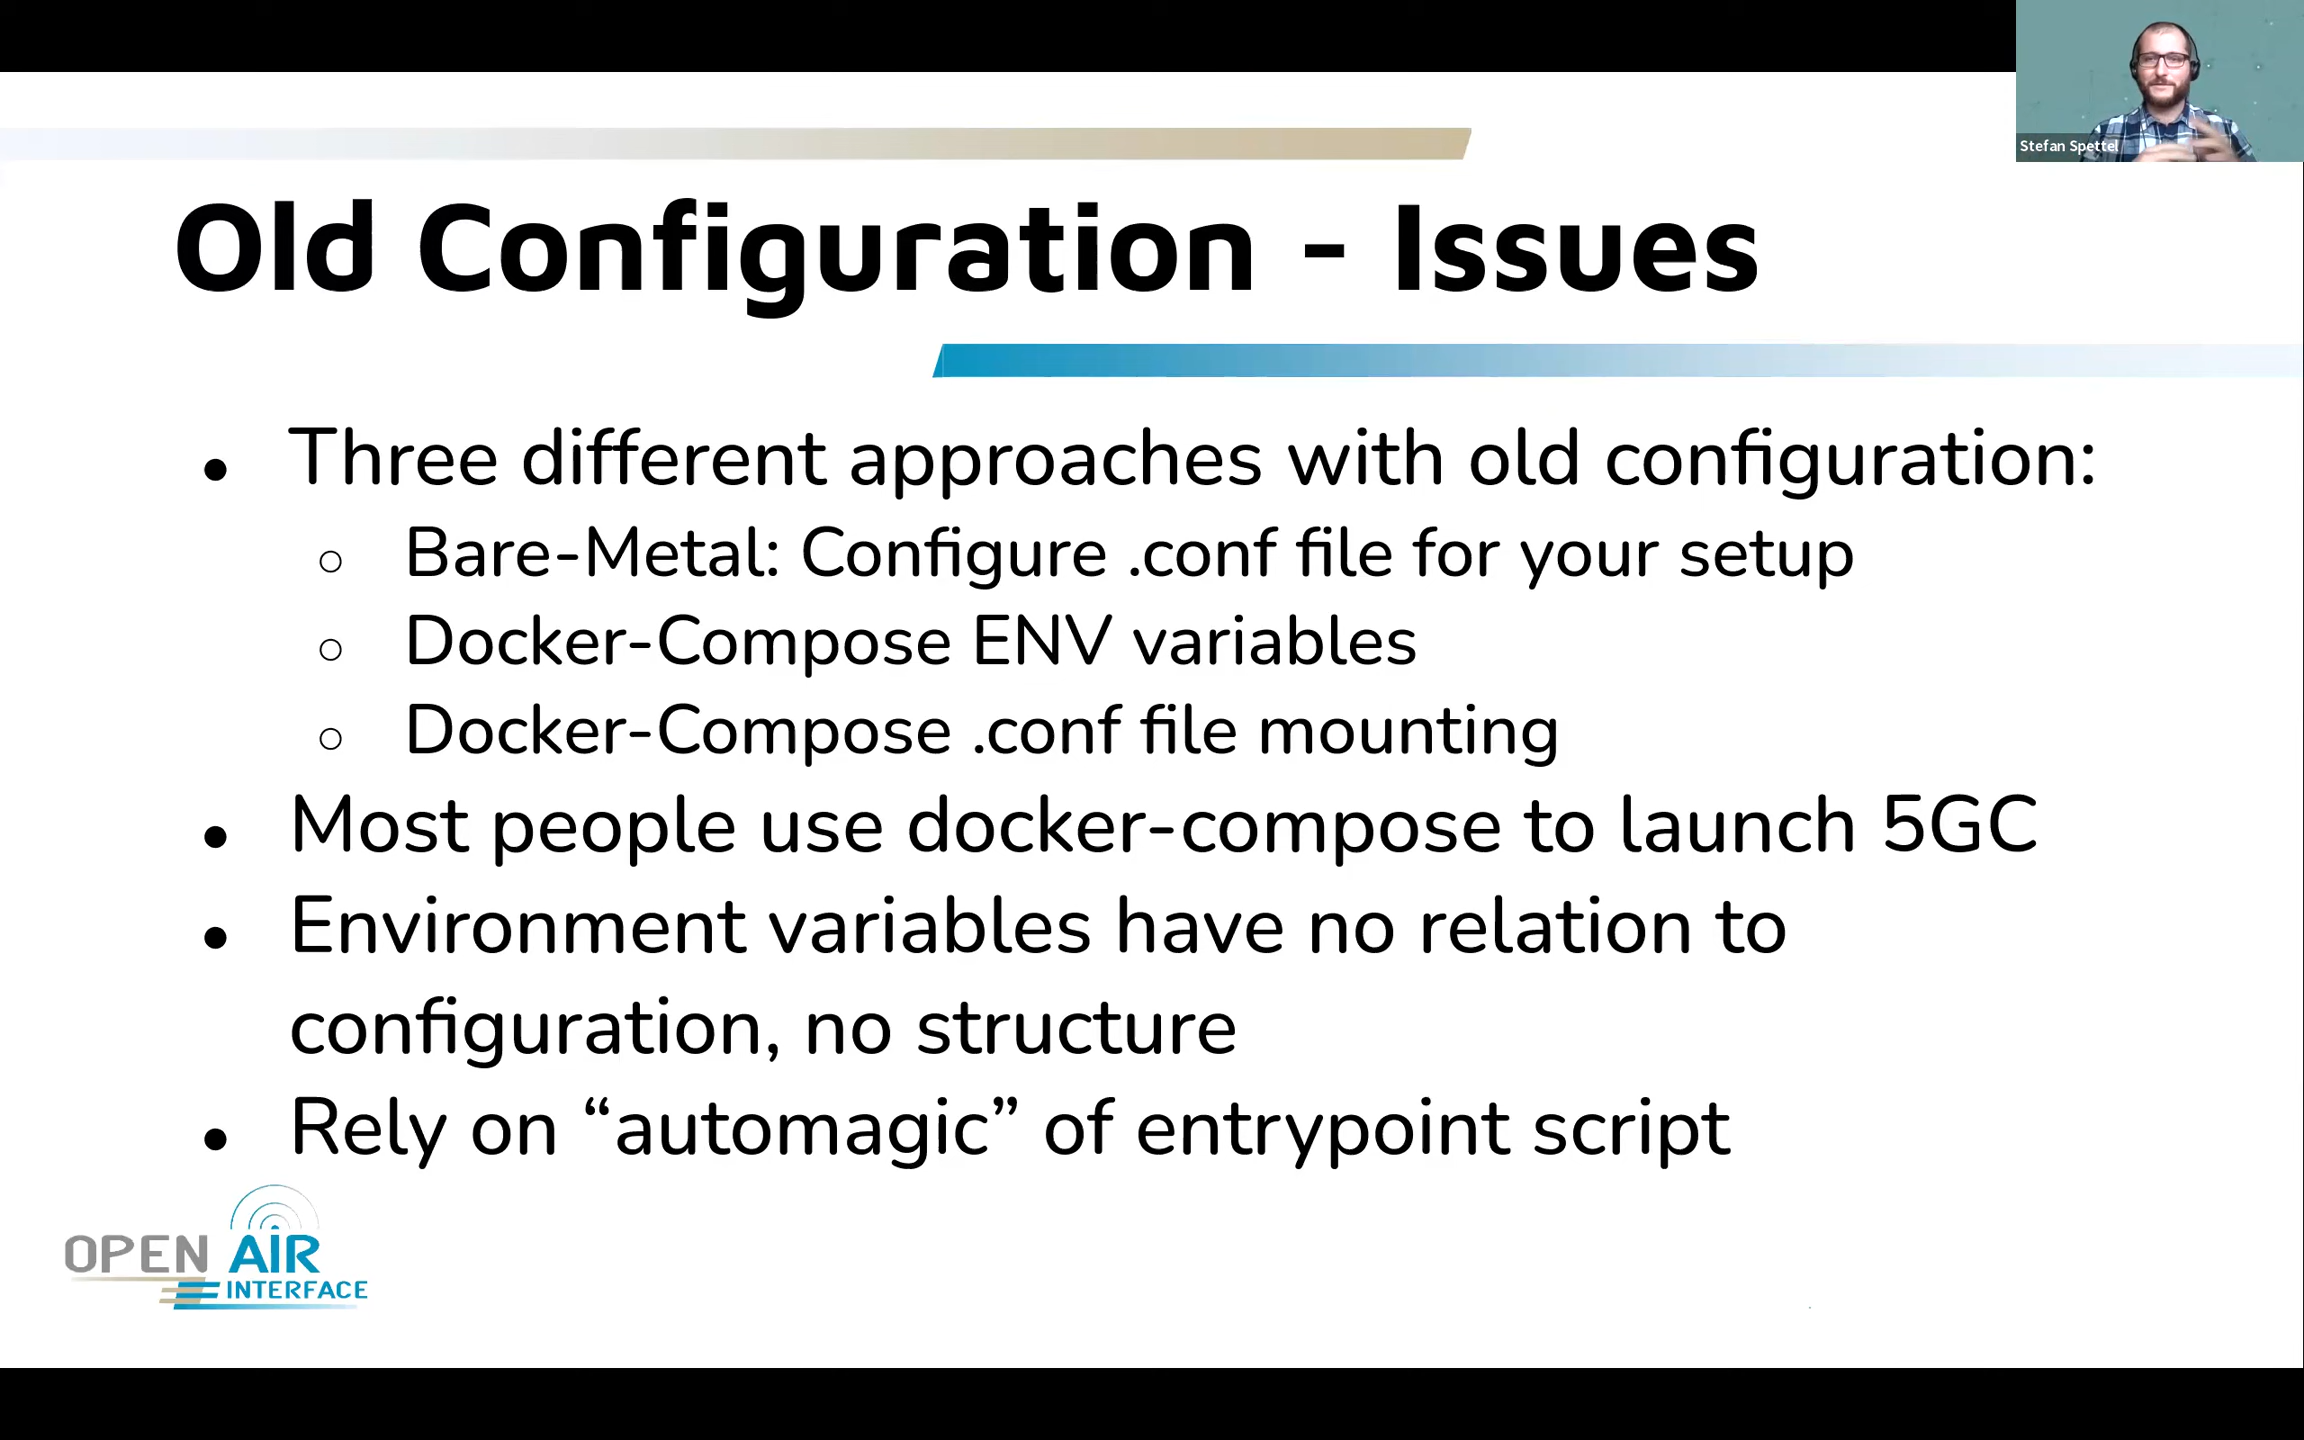 Stefan Spettel
Old Configuration - Issues
● Three different approaches with old configuration:
○ Bare-Metal: Configure .conf file for your setup
○ Docker-Compose ENV variables
○ Docker-Compose .conf file mounting
● Most people use docker-compose to launch 5GC
● Environment variables have no relation to
configuration, no structure
● Rely on “automagic” of entrypoint script
OPEN AIR
INTERFACE